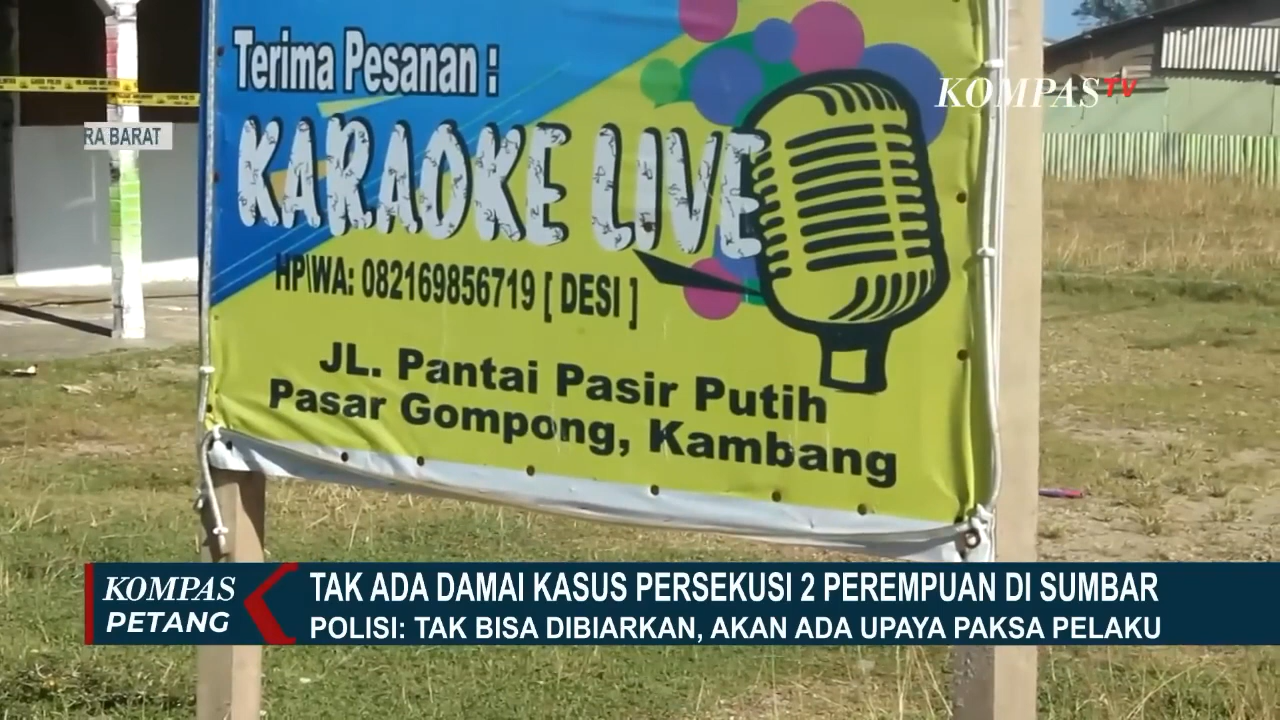 Terima Pesanan :
KARAOKE LIVE
HP\WA: 082169856719 [ DESI ]
JL. Pantai Pasir Putih
Pasar Gompong, Kambang
KOMPAS TV
RA BARAT
KOMPAS PETANG
TAK ADA DAMAI KASUS PERSEKUSI 2 PEREMPUAN DI SUMBAR
POLISI: TAK BISA DIBIARKAN, AKAN ADA UPAYA PAKSA PELAKU